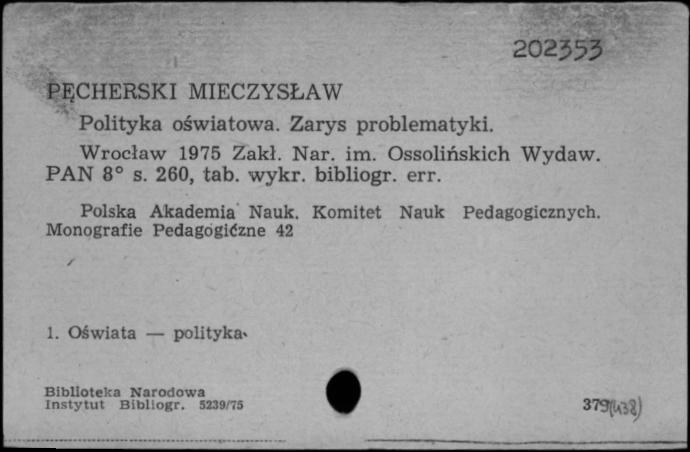 202353
PĘCHERSKI MIECZYSŁAW
Polityka oświatowa. Zarys problematyki.
Wrocław 1975 Zakł. Nar. im. Ossolińskich Wydaw.
PAN 8° s. 260, tab. wykr. bibliogr. err.
Polska Akademia Nauk. Komitet Nauk Pedagogicznych.
Monografie Pedagogiczne 42
1. Oświata — polityka.
Biblioteka Narodowa
Instytut Bibliogr. 5239/75
379(438)